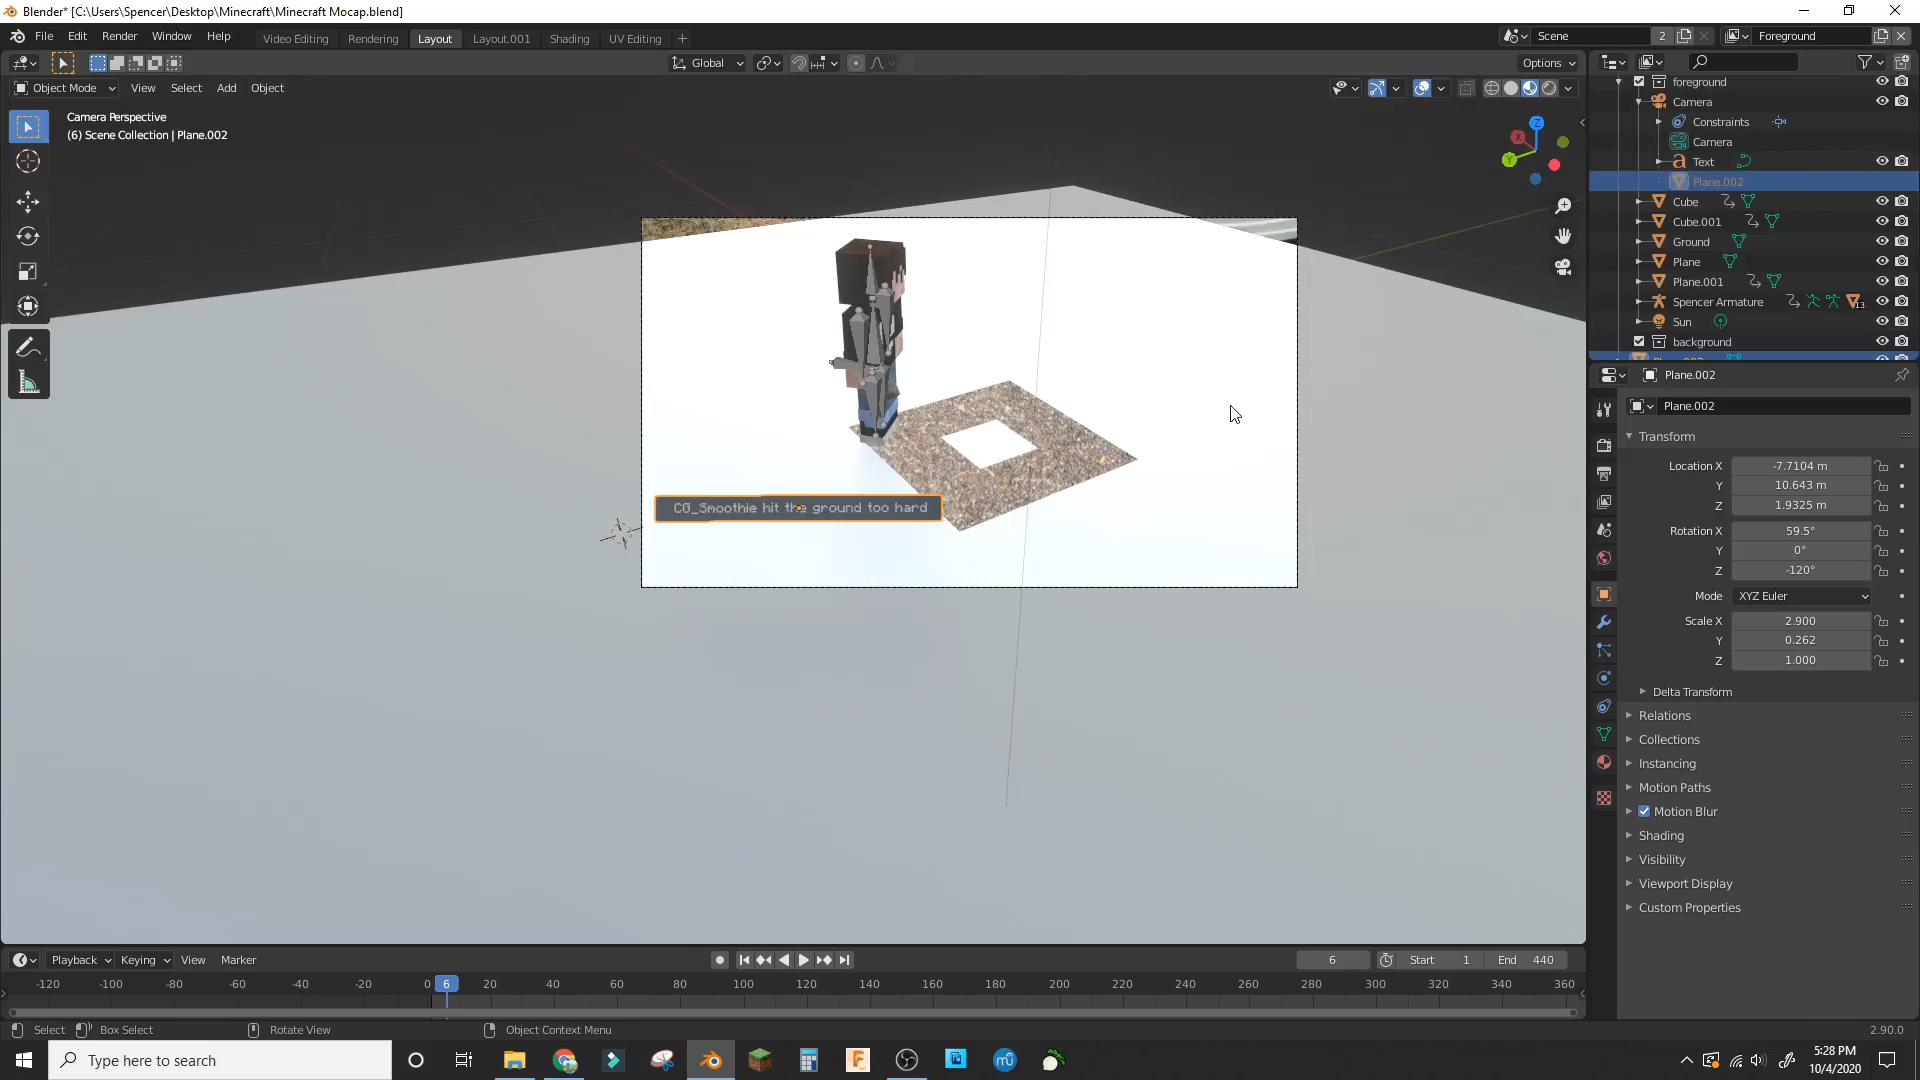 Blender* [C:\Users\Spencer\Desktop\Minecraft\Minecraft Mocap.blend]
File Edit Render Window Help Video Editing Rendering Layout Layout.001 Shading UV Editing Scene 2 Foreground
Global Options
Object Mode View Select Add Object
Camera Perspective
(6) Scene Collection | Plane.002
Z
X
Y
CG_Smoothie hit the ground too hard
foreground
Camera
Constraints
Camera
Text
Plane.002
Cube
Cube.001
Ground
Plane
Plane.001
Spencer Armature 13
Sun
background
Plane.002
Plane.002
Transform
Location X -7.7104 m
Y 10.643 m
Z 1.9325 m
Rotation X 59.5°
Y 0°
Z -120°
Mode XYZ Euler
Scale X 2.900
Y 0.262
Z 1.000
Delta Transform
Relations
Collections
Instancing
Motion Paths
Motion Blur
Shading
Visibility
Viewport Display
Custom Properties
Playback Keying View Marker 6 Start 1 End 440
-120 -100 -80 -60 -40 -20 0 6 20 40 60 80 100 120 140 160 180 200 220 240 260 280 300 320 340 360
Select Box Select Rotate View Object Context Menu 2.90.0
Type here to search
5:28 PM
10/4/2020